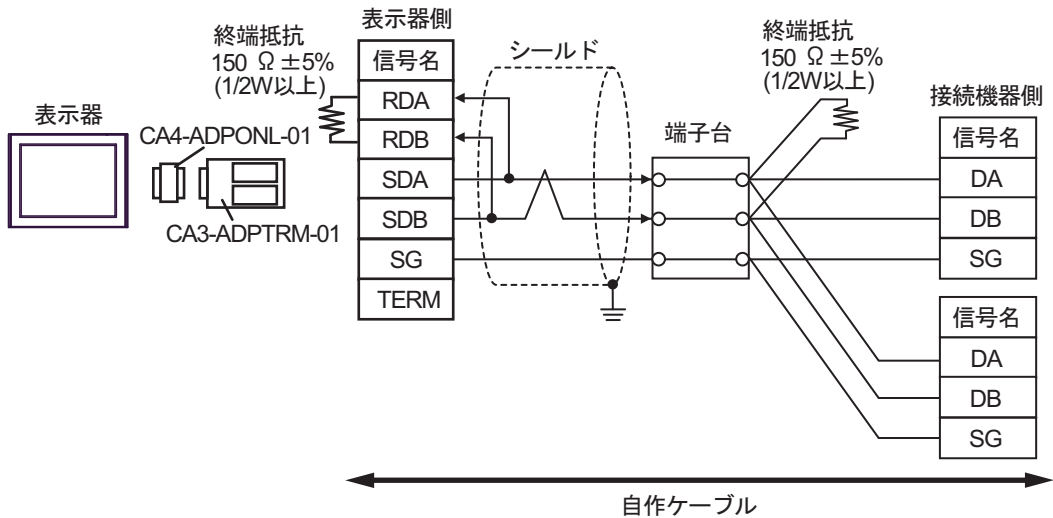 表示器
CA4-ADPONL-01
CA3-ADPTRM-01
終端抵抗
150 Ω ±5%
(1/2W以上)
表示器側
信号名
RDA
RDB
SDA
SDB
SG
TERM
シールド
端子台
終端抵抗
150 Ω ±5%
(1/2W以上)
接続機器側
信号名
DA
DB
SG
信号名
DA
DB
SG
自作ケーブル